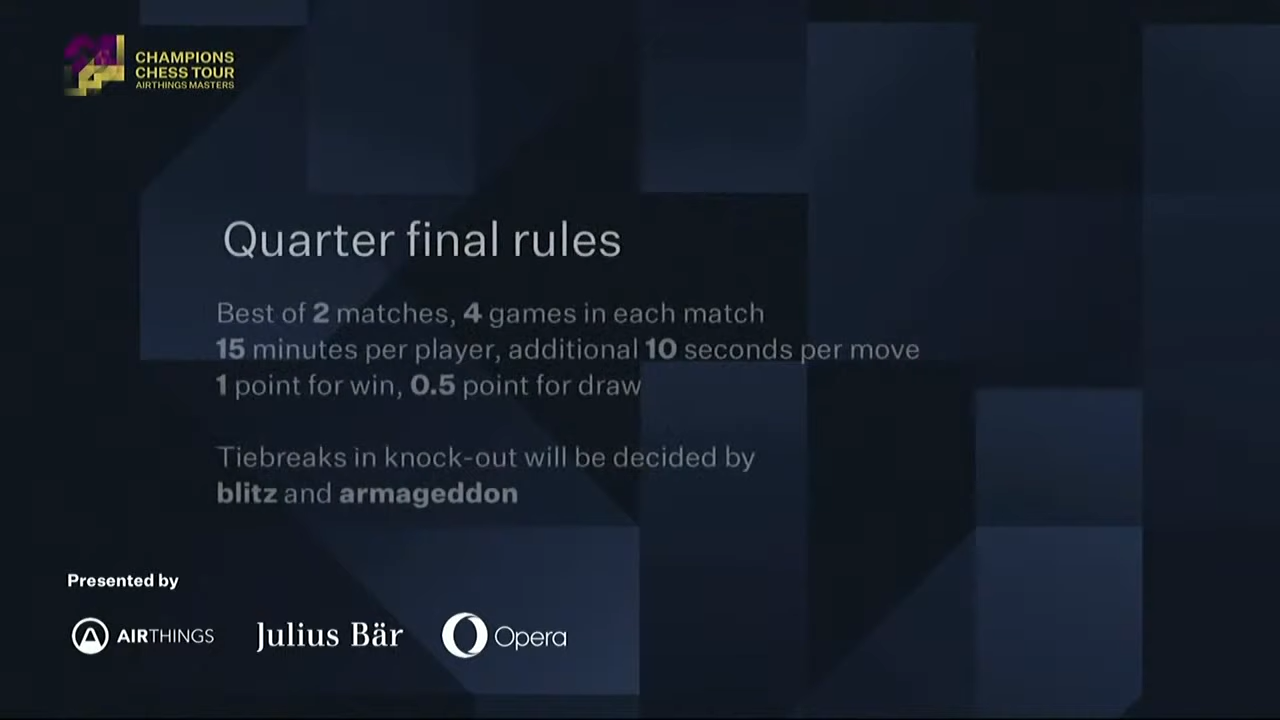 CHAMPIONS
CHESS TOUR
AIRTHINGS MASTERS
Quarter final rules
Best of 2 matches, 4 games in each match
15 minutes per player, additional 10 seconds per move
1 point for win, 0.5 point for draw
Tiebreaks in knock-out will be decided by
blitz and armageddon
Presented by
AIRTHINGS
Julius Bär
Opera